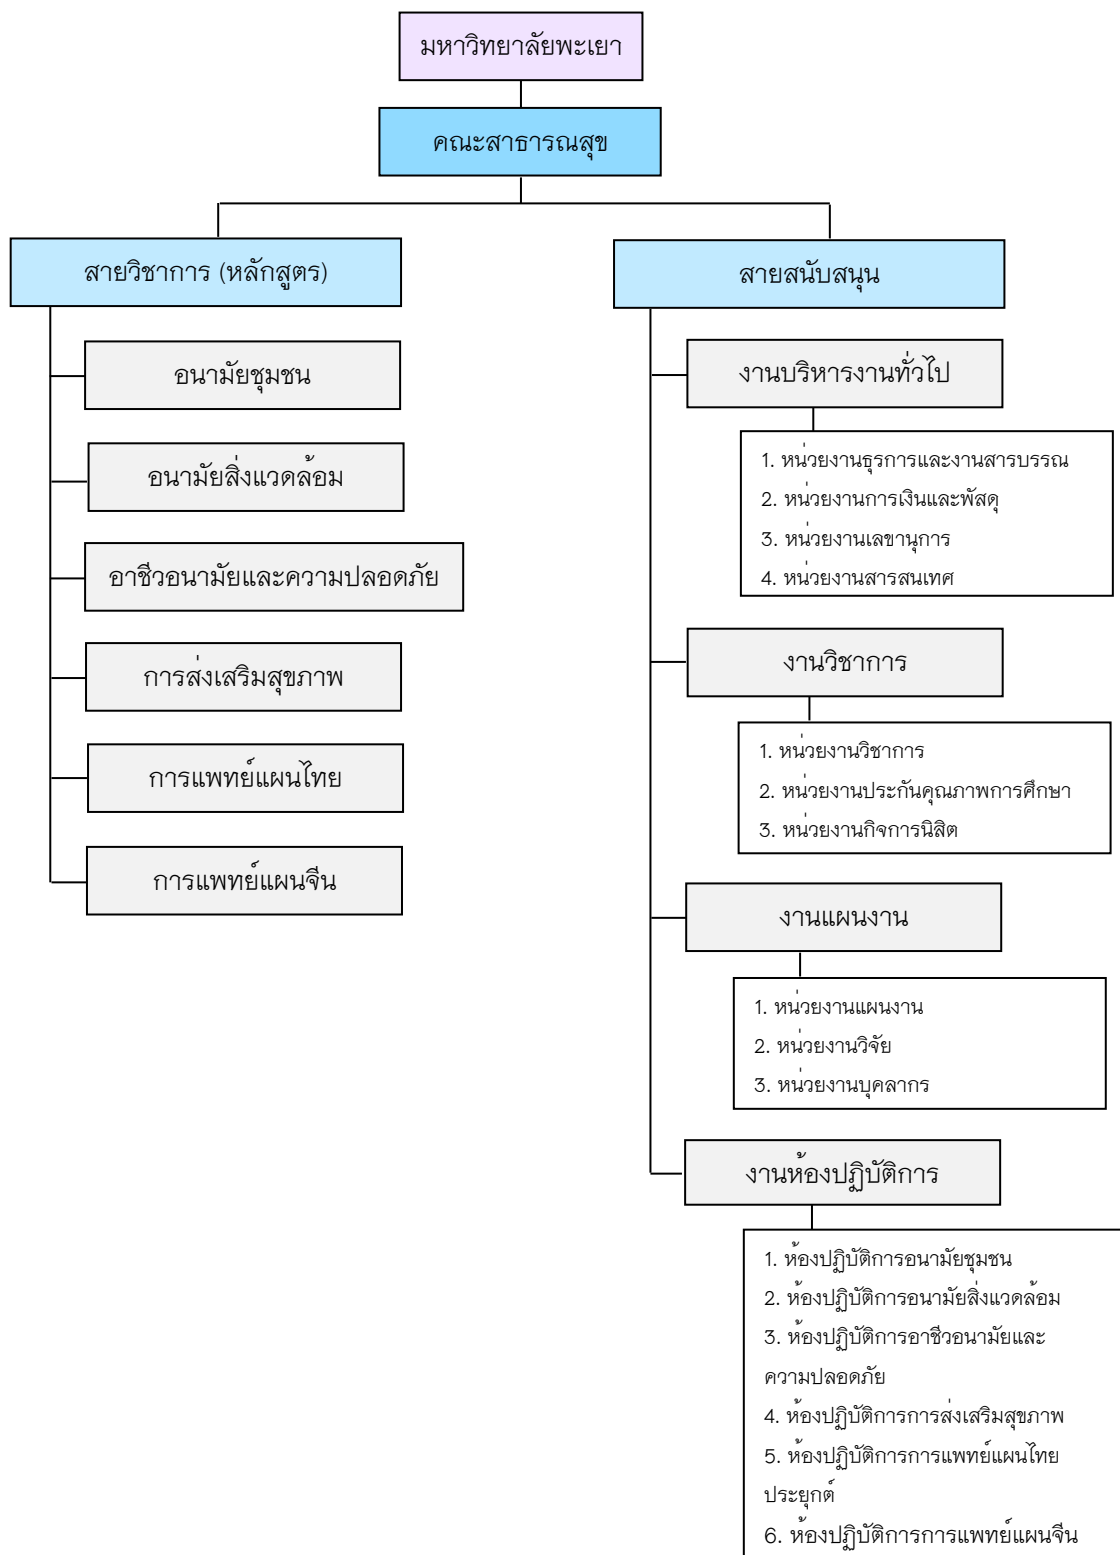 มหาวิทยาลัยพะเยา
คณะสาธารณสุข
สายวิชาการ (หลักสูตร)
อนามัยชุมชน
อนามัยสิ่งแวดล้อม
อาชีวอนามัยและความปลอดภัย
การส่งเสริมสุขภาพ
การแพทย์แผนไทย
การแพทย์แผนจีน
สายสนับสนุน
งานบริหารงานทั่วไป
1. หน่วยงานธุรการและงานสารบรรณ
2. หน่วยงานการเงินและพัสดุ
3. หน่วยงานเลขานุการ
4. หน่วยงานสารสนเทศ
งานวิชาการ
1. หน่วยงานวิชาการ
2. หน่วยงานประกันคุณภาพการศึกษา
3. หน่วยงานกิจการนิสิต
งานแผนงาน
1. หน่วยงานแผนงาน
2. หน่วยงานวิจัย
3. หน่วยงานบุคลากร
งานห้องปฏิบัติการ
1. ห้องปฏิบัติการอนามัยชุมชน
2. ห้องปฏิบัติการอนามัยสิ่งแวดล้อม
3. ห้องปฏิบัติการอาชีวอนามัยและ
ความปลอดภัย
4. ห้องปฏิบัติการการส่งเสริมสุขภาพ
5. ห้องปฏิบัติการการแพทย์แผนไทย
ประยุกต์
6. ห้องปฏิบัติการการแพทย์แผนจีน